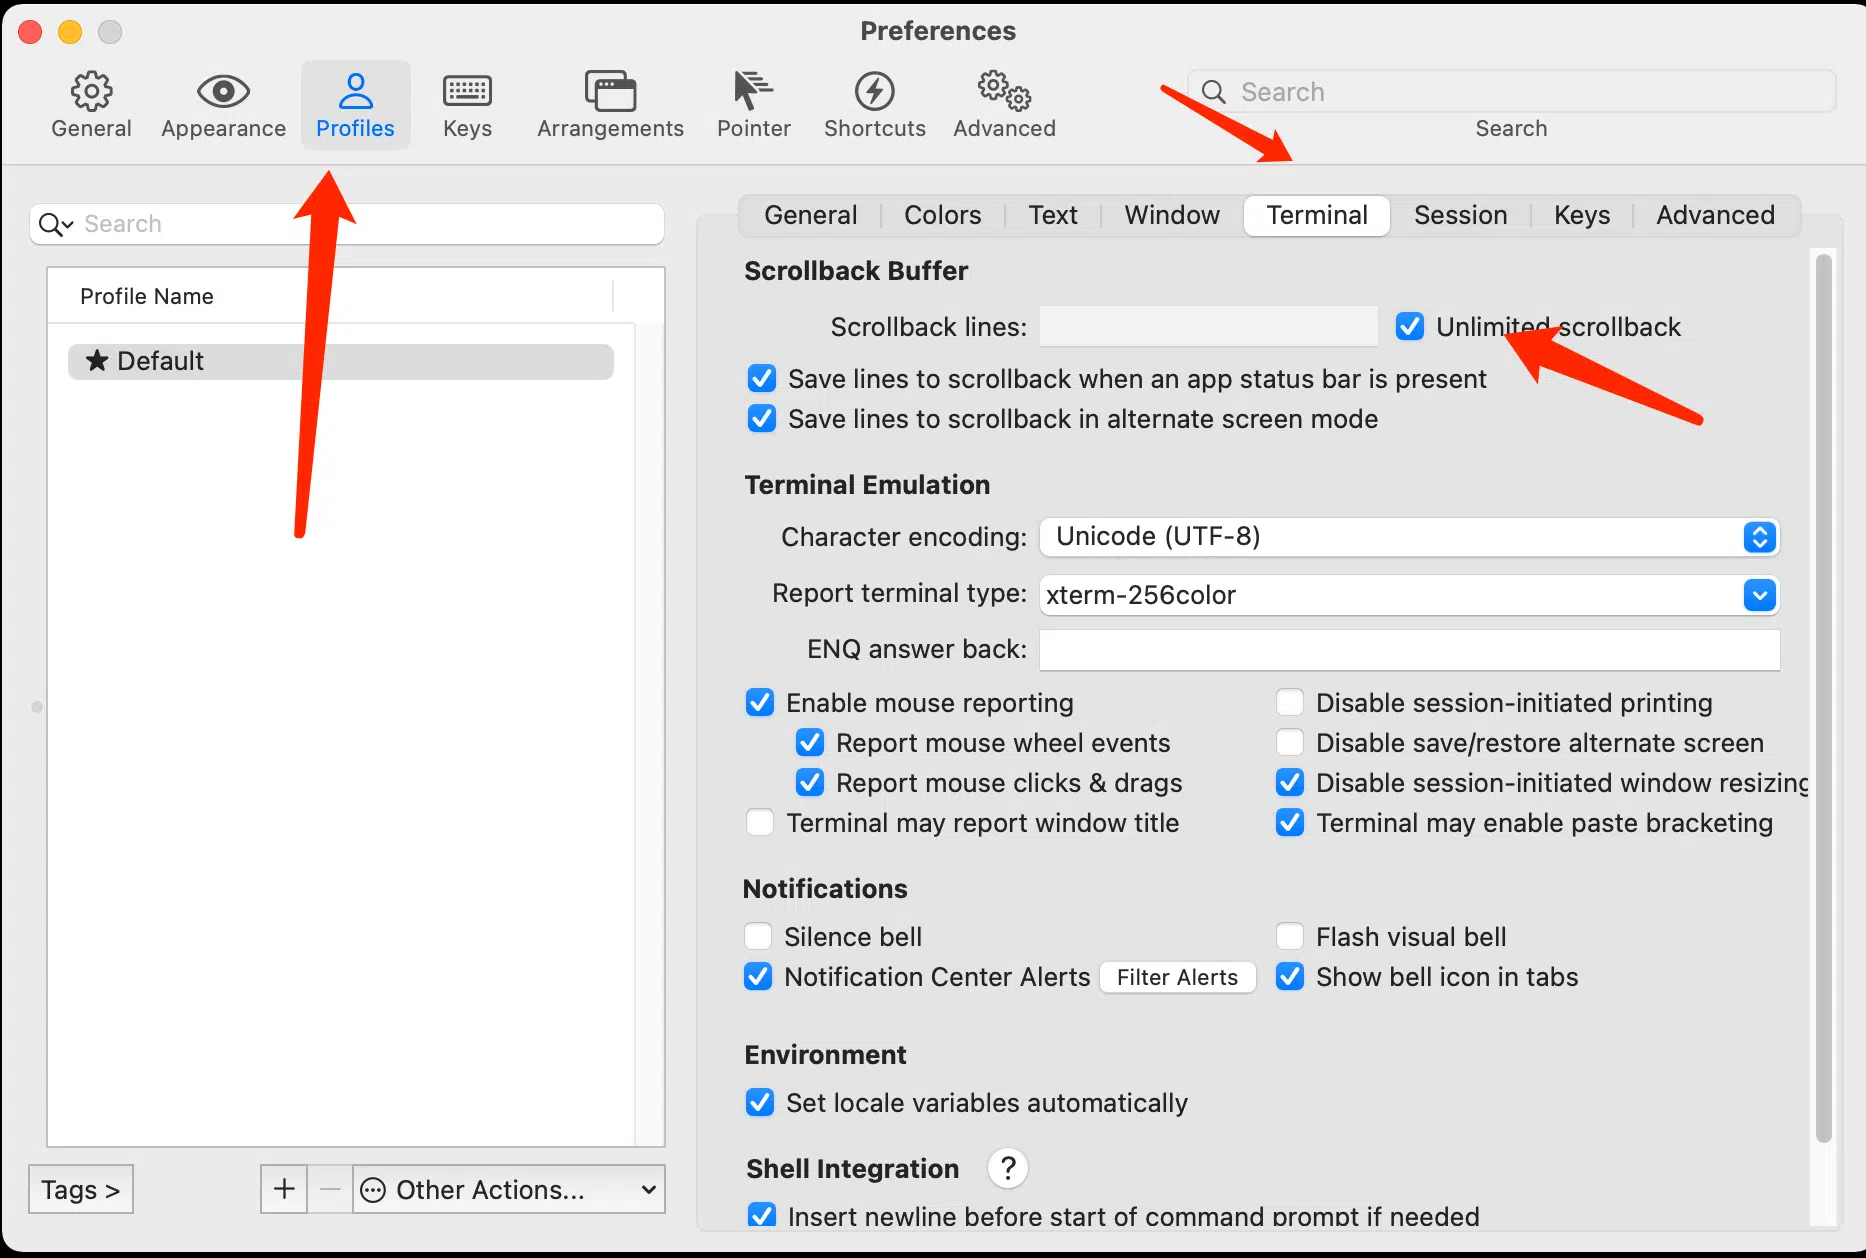 Preferences
General Appearance Profiles Keys Arrangements Pointer Shortcuts Advanced
Search
Search
Search
Profile Name
★ Default
Tags >
+ − Other Actions...
General Colors Text Window Terminal Session Keys Advanced
Scrollback Buffer
Scrollback lines: Unlimited scrollback
Save lines to scrollback when an app status bar is present
Save lines to scrollback in alternate screen mode
Terminal Emulation
Character encoding: Unicode (UTF-8)
Report terminal type: xterm-256color
ENQ answer back:
Enable mouse reporting Disable session-initiated printing
Report mouse wheel events Disable save/restore alternate screen
Report mouse clicks & drags Disable session-initiated window resizing
Terminal may report window title Terminal may enable paste bracketing
Notifications
Silence bell Flash visual bell
Notification Center Alerts Filter Alerts Show bell icon in tabs
Environment
Set locale variables automatically
Shell Integration ?
Insert newline before start of command prompt if needed